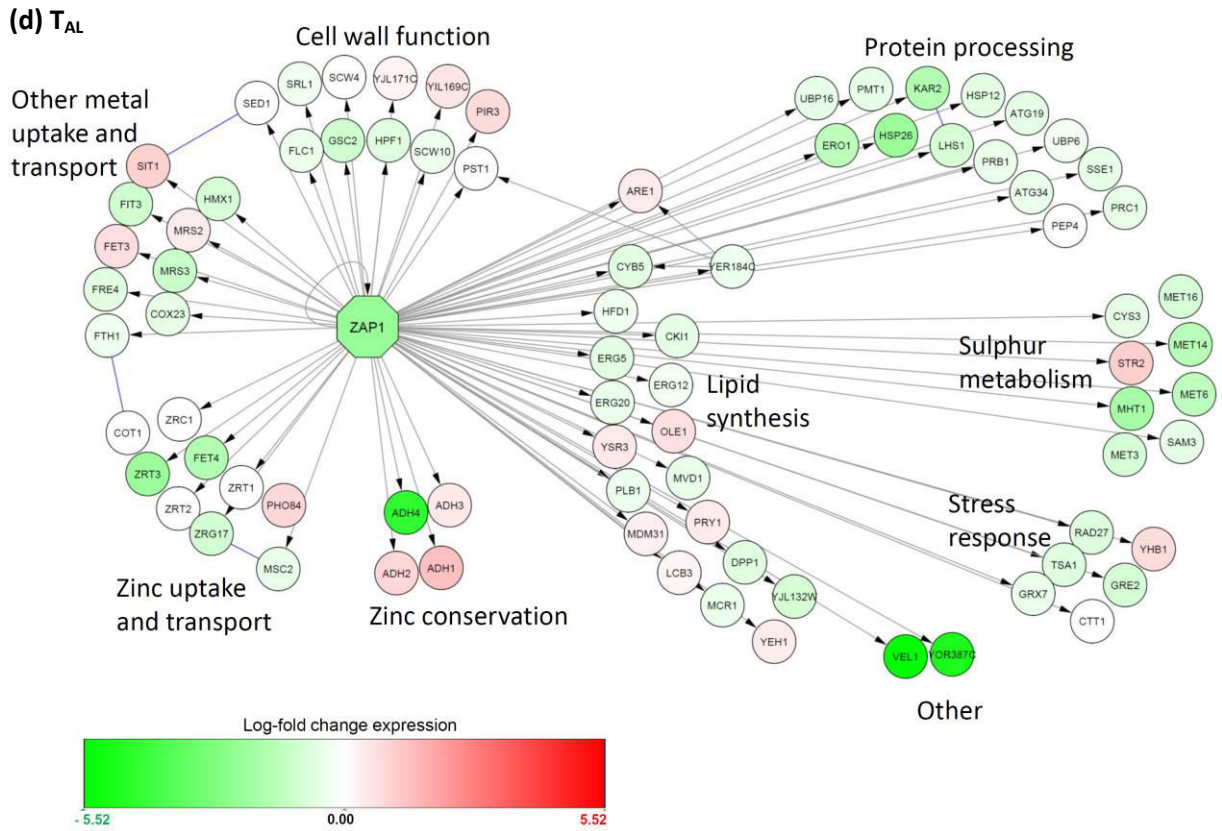 (d) TAL
Cell wall function
Protein processing
Other metal
uptake and
transport
SED1
SRL1
SCW4
YJL171C
YIL169C
PIR3
FLC1
GSC2
HPF1
SCW10
PST1
SIT1
FIT3
HMX1
FET3
MRS2
MRS3
FRE4
COX23
FTH1
ZAP1
UBP16
PMT1
KAR2
HSP12
ATG19
ERO1
HSP26
LHS1
UBP6
PRB1
SSE1
ATG34
PRC1
PEP4
ARE1
CYB5
YER184C
HFD1
CKI1
ERG5
ERG12
ERG20
OLE1
YSR3
MVD1
PLB1
PRY1
MDM31
DPP1
LCB3
YJL132W
MCR1
YEH1
Lipid
synthesis
CYS3
MET16
MET14
STR2
MET6
MHT1
SAM3
MET3
Sulphur
metabolism
Stress
response
RAD27
YHB1
TSA1
GRE2
GRX7
CTT1
VEL1
YOR387C
Other
COT1
ZRC1
ZRT3
FET4
ZRT1
ZRT2
PHO84
ZRG17
MSC2
Zinc uptake
and transport
ADH4
ADH3
ADH2
ADH1
Zinc conservation
Log-fold change expression
- 5.52
0.00
5.52